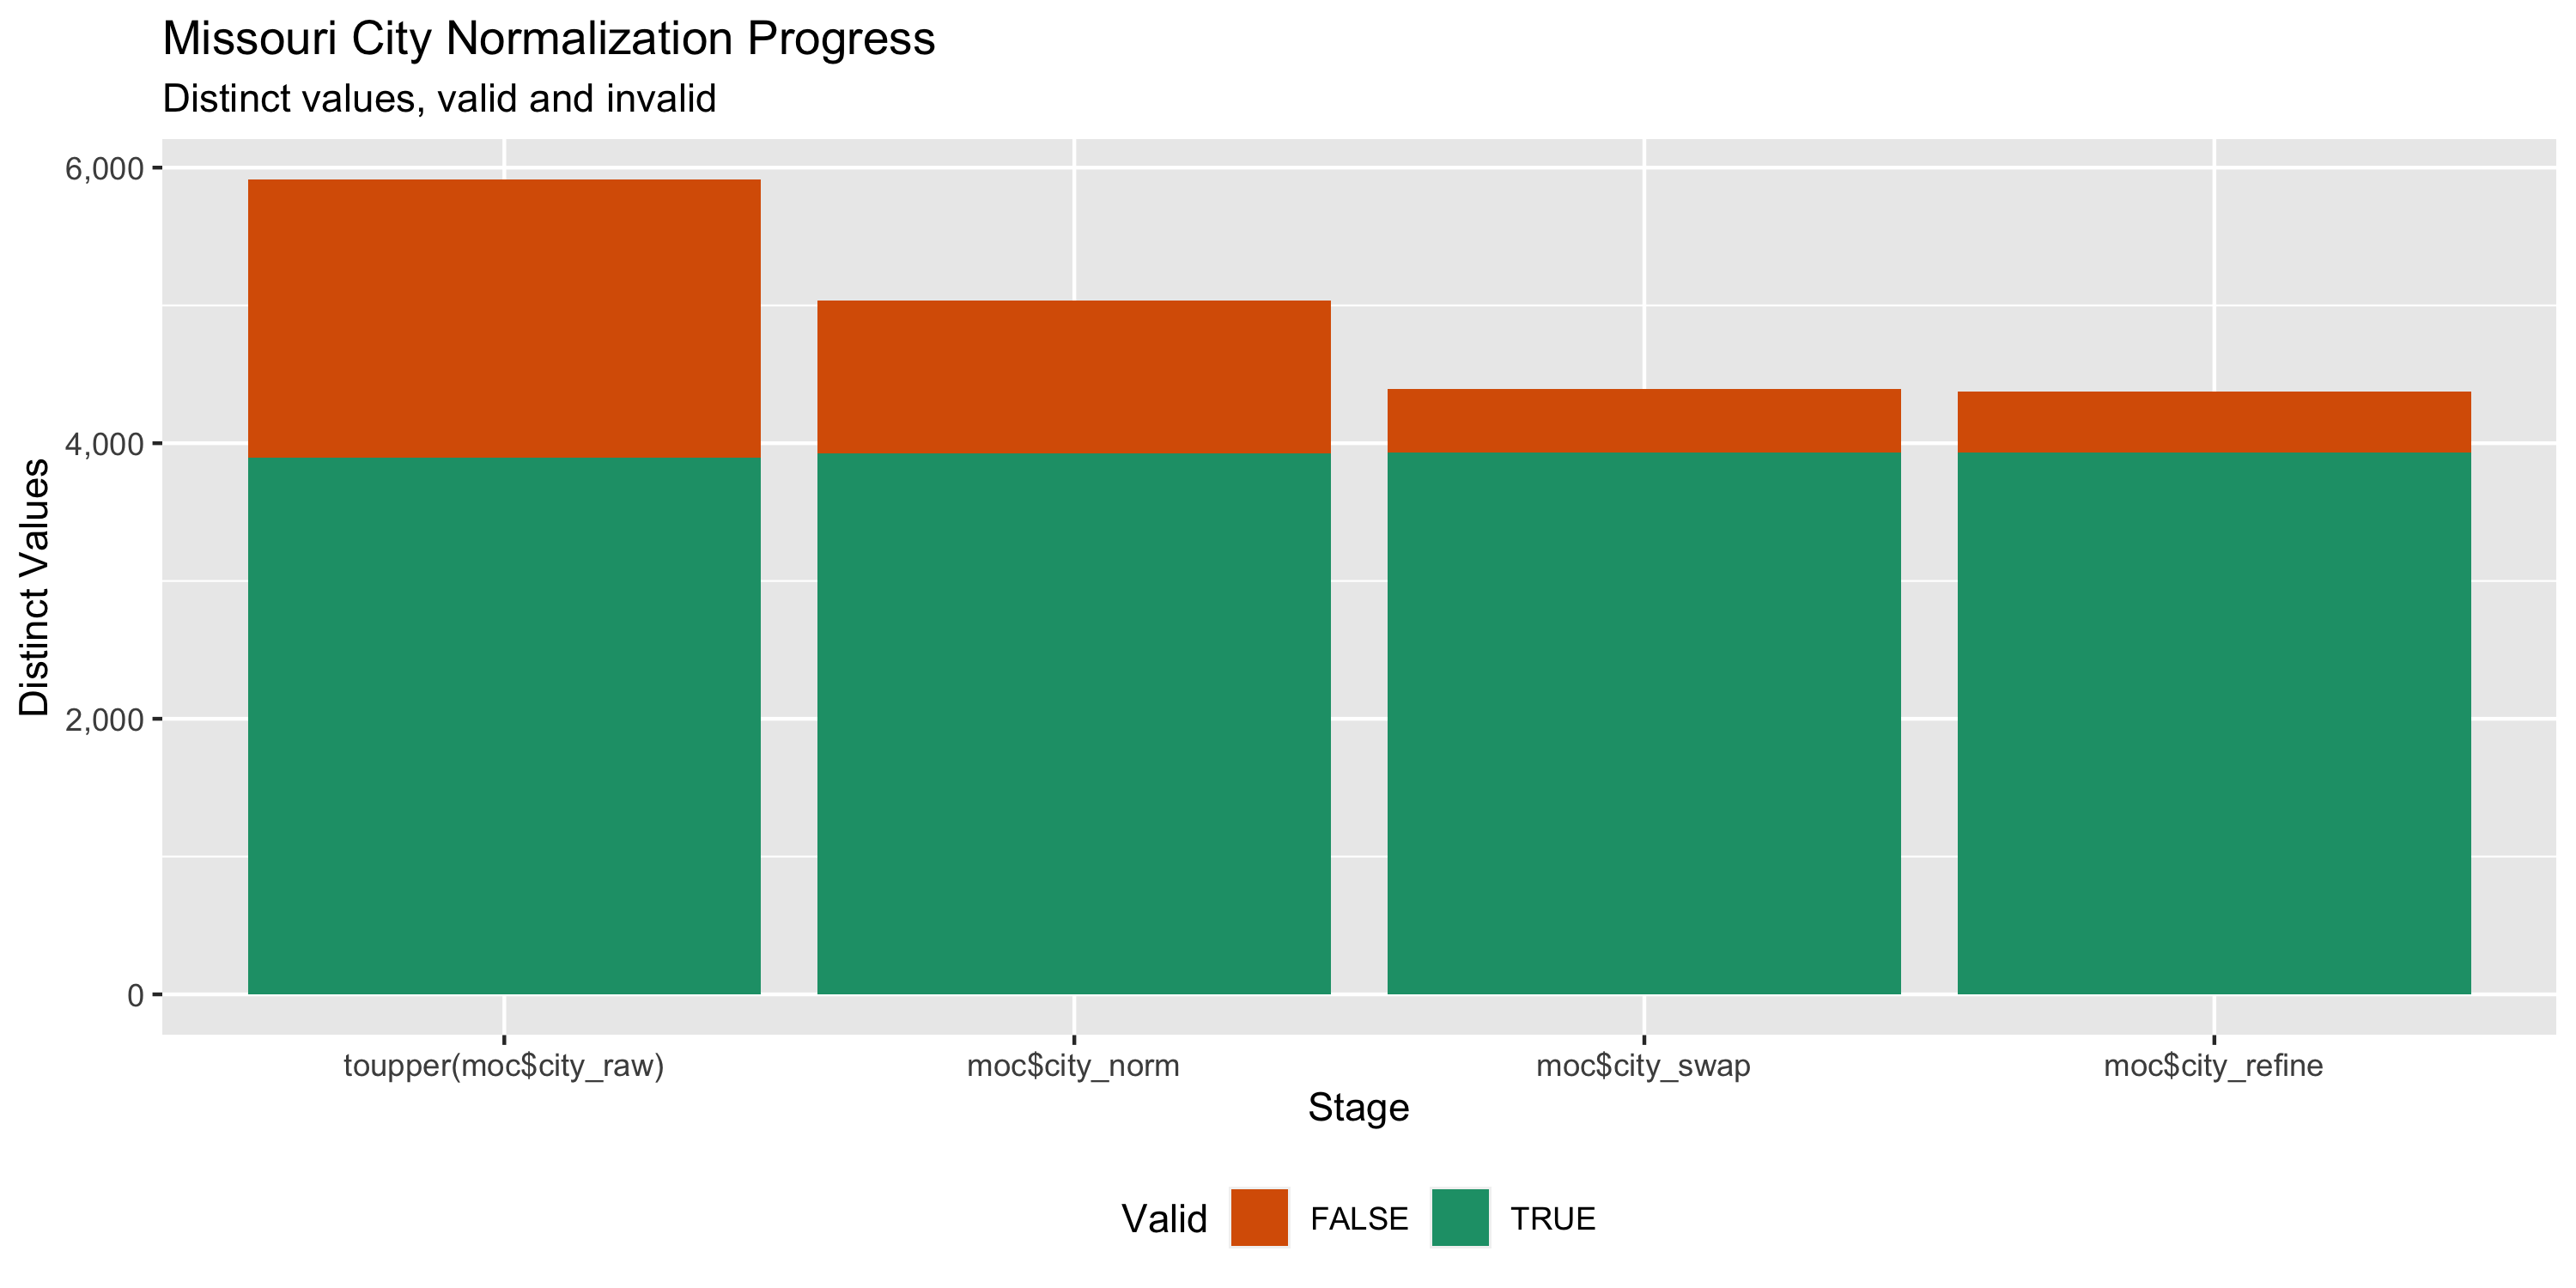 Missouri City Normalization Progress
Distinct values, valid and invalid
Distinct Values
6,000
4,000
2,000
0
toupper(moc$city_raw)
moc$city_norm
moc$city_swap
moc$city_refine
Stage
Valid
FALSE
TRUE